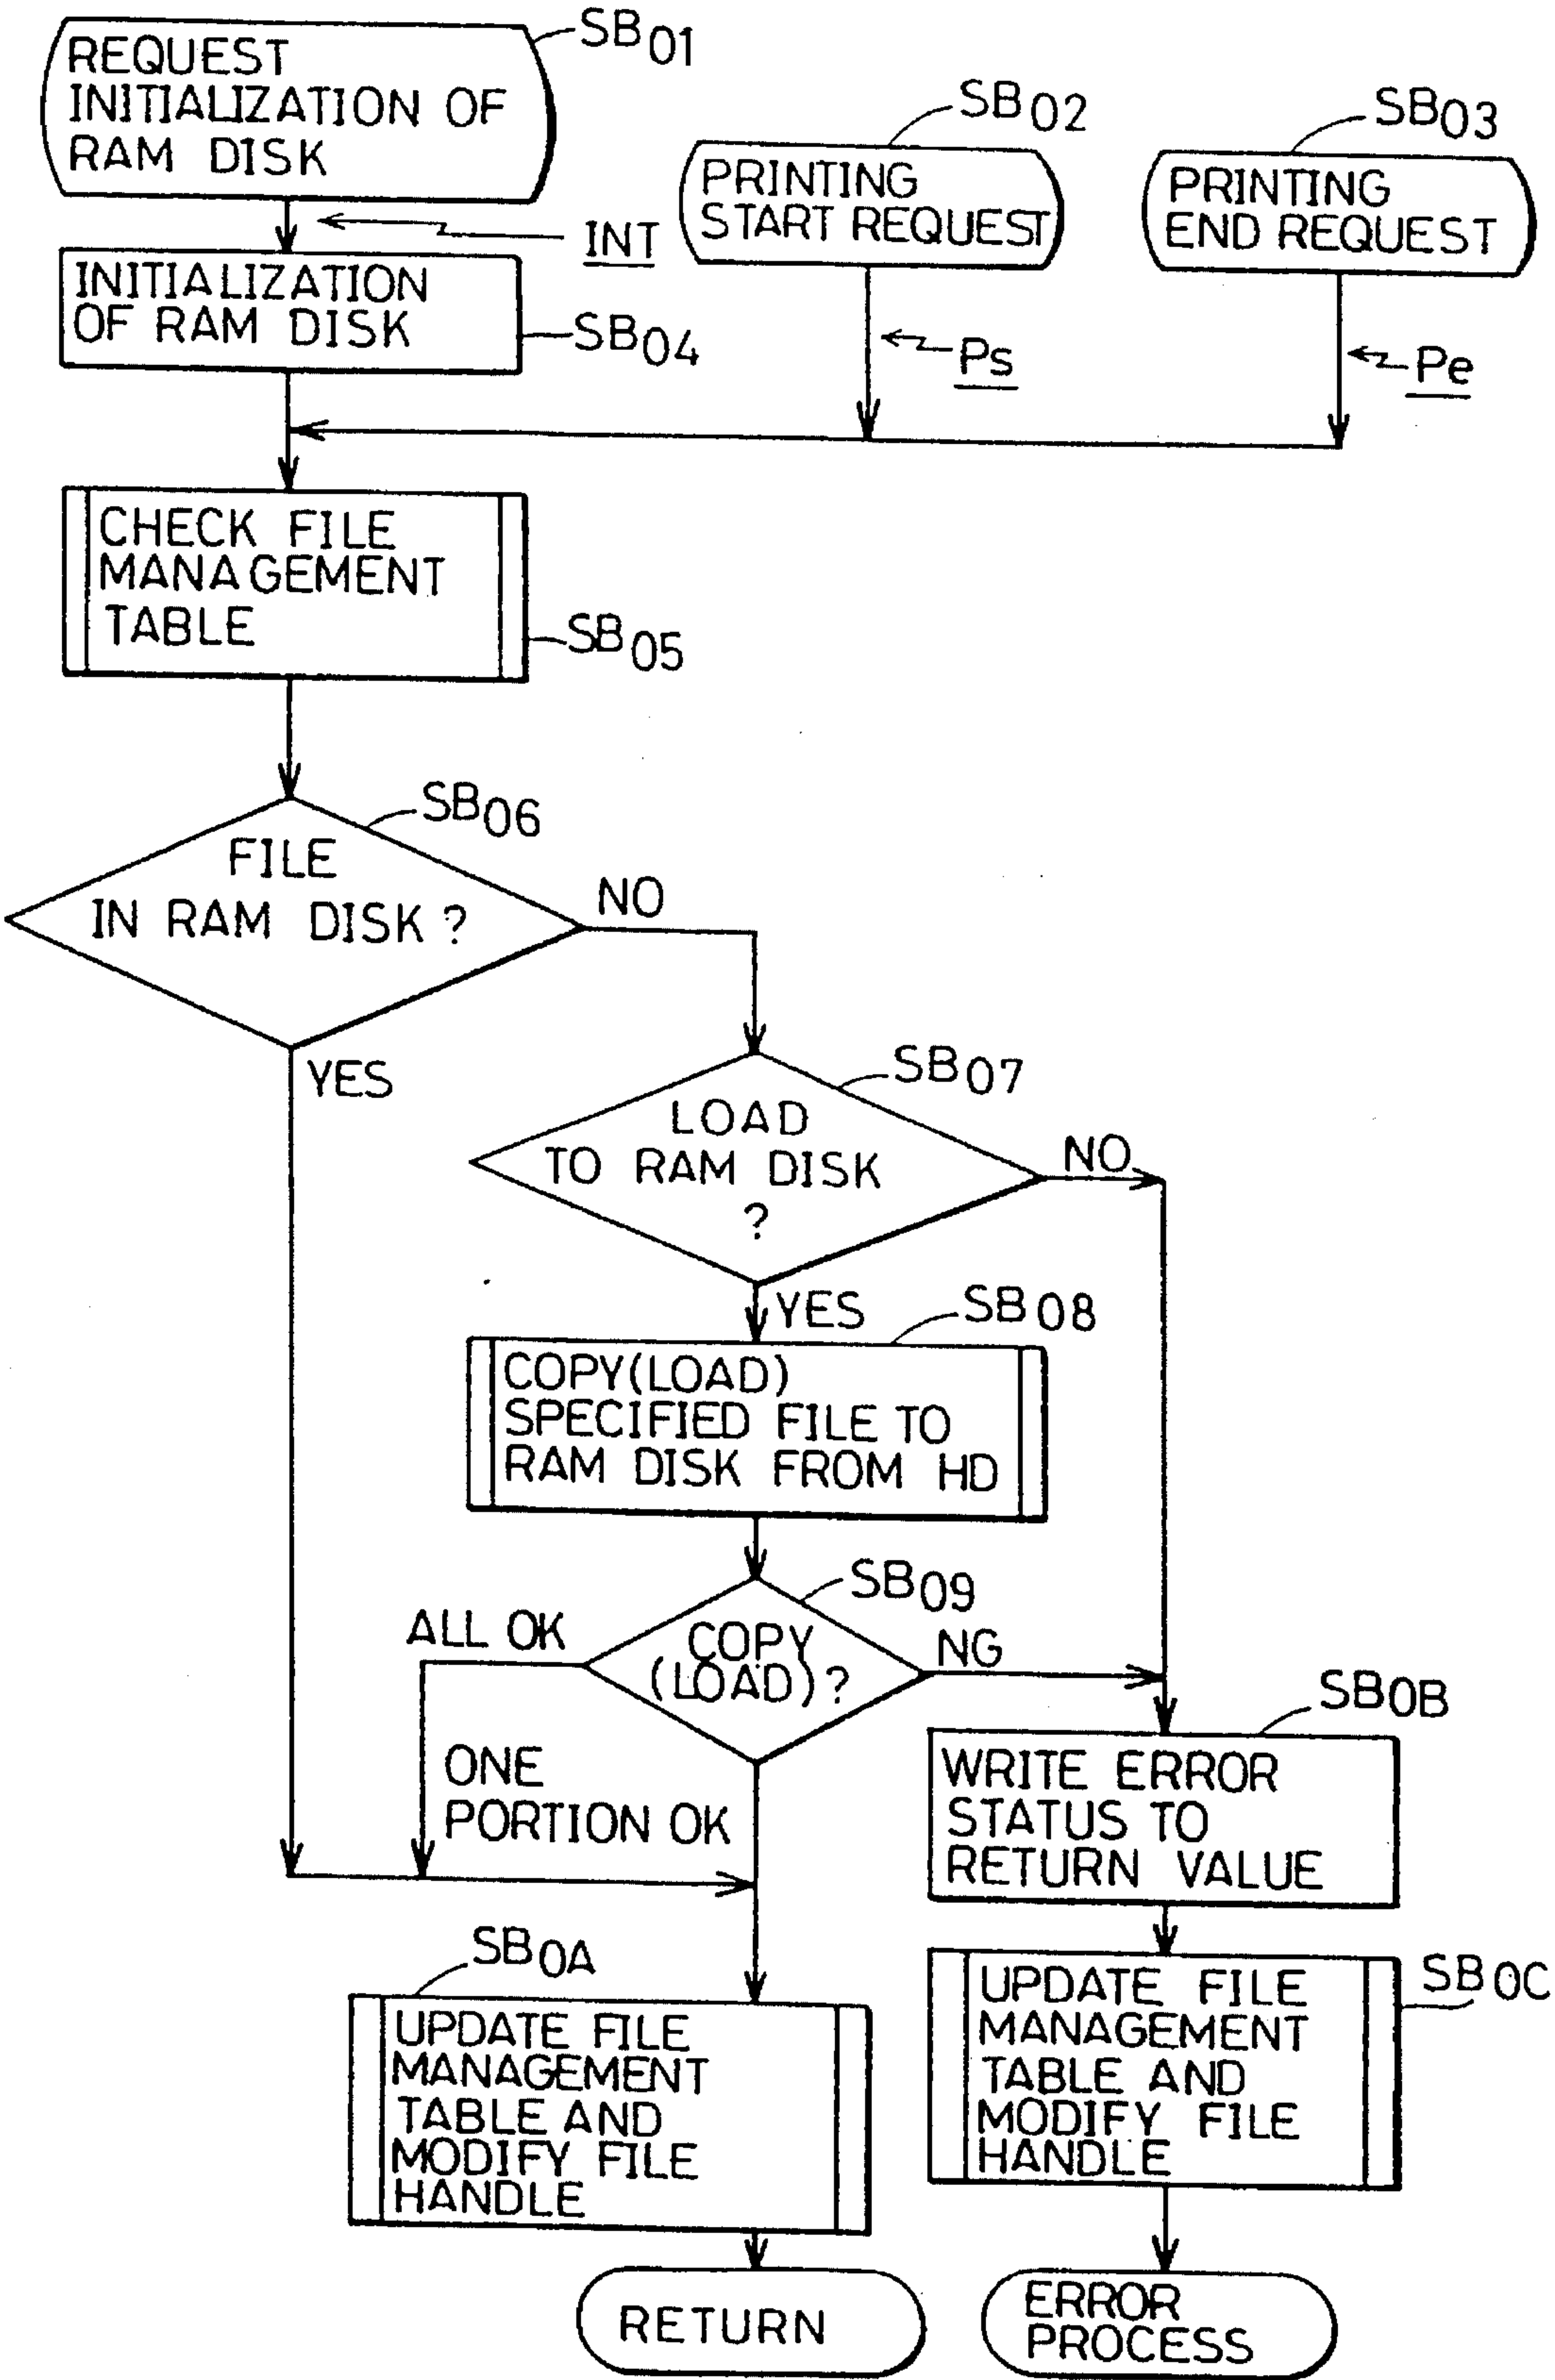 SB01
REQUEST
INITIALIZATION OF
RAM DISK
SB02
PRINTING
START REQUEST
SB03
PRINTING
END REQUEST
INT
INITIALIZATION
OF RAM DISK
SB04
Ps
Pe
CHECK FILE
MANAGEMENT
TABLE
SB05
SB06
FILE
IN RAM DISK ?
NO
YES
SB07
LOAD
TO RAM DISK
?
NO
YES
SB08
COPY(LOAD)
SPECIFIED FILE TO
RAM DISK FROM HD
SB09
COPY
(LOAD)?
ALL OK
NG
ONE
PORTION OK
SB0B
WRITE ERROR
STATUS TO
RETURN VALUE
SB0A
UPDATE FILE
MANAGEMENT
TABLE AND
MODIFY FILE
HANDLE
SB0C
UPDATE FILE
MANAGEMENT
TABLE AND
MODIFY FILE
HANDLE
RETURN
ERROR
PROCESS